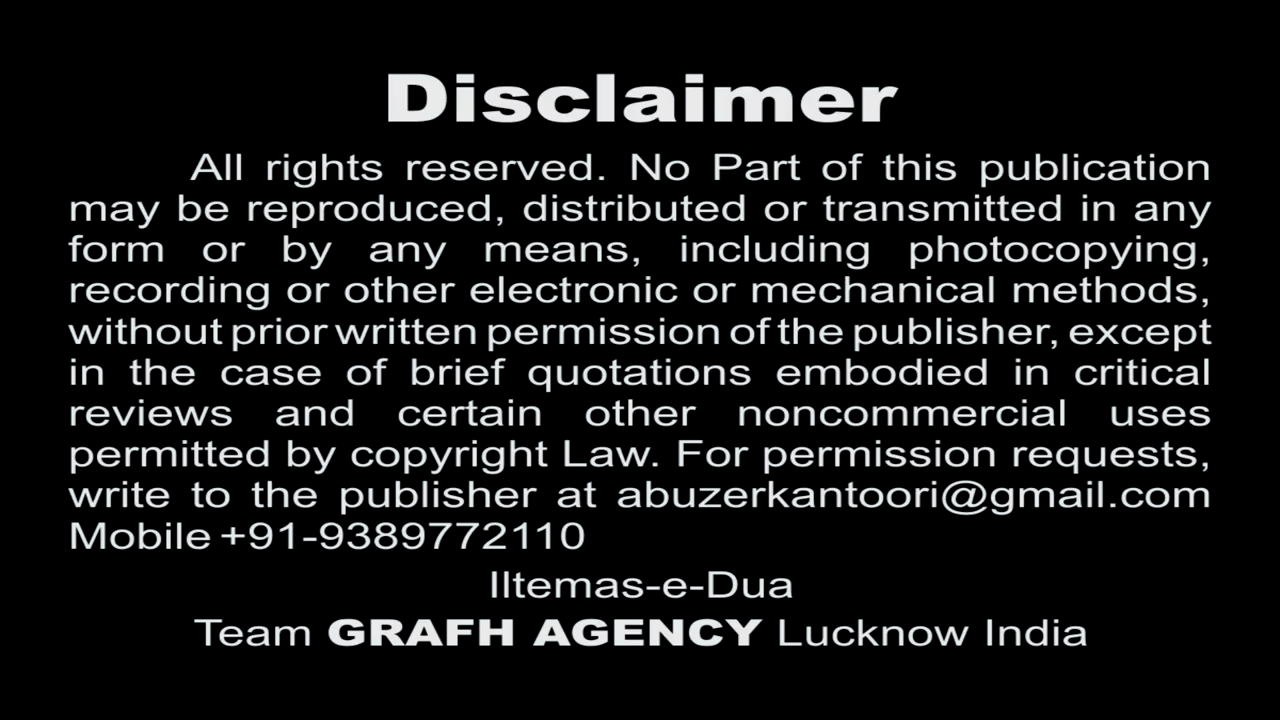 Disclaimer
All rights reserved. No Part of this publication
may be reproduced, distributed or transmitted in any
form or by any means, including photocopying,
recording or other electronic or mechanical methods,
without prior written permission of the publisher, except
in the case of brief quotations embodied in critical
reviews and certain other noncommercial uses
permitted by copyright Law. For permission requests,
write to the publisher at abuzerkantoori@gmail.com
Mobile +91-9389772110
Iltemas-e-Dua
Team GRAFH AGENCY Lucknow India